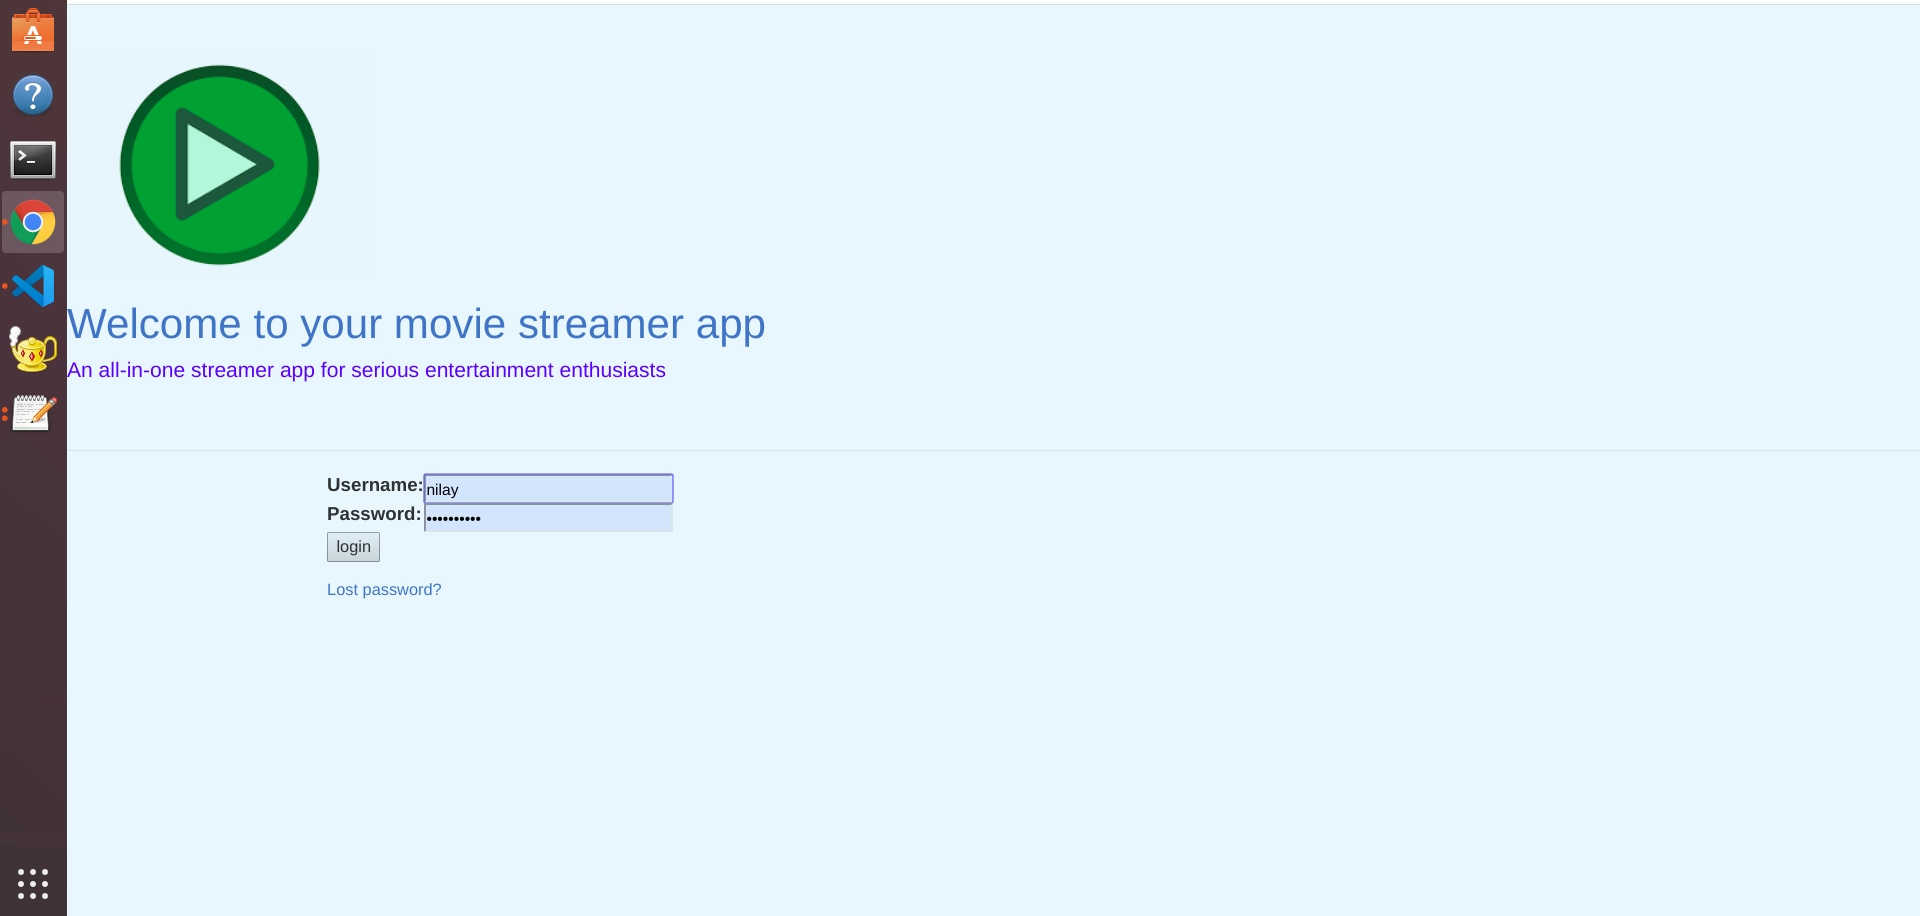 Welcome to your movie streamer app
An all-in-one streamer app for serious entertainment enthusiasts
Username: nilay
Password: ••••••••••
login
Lost password?